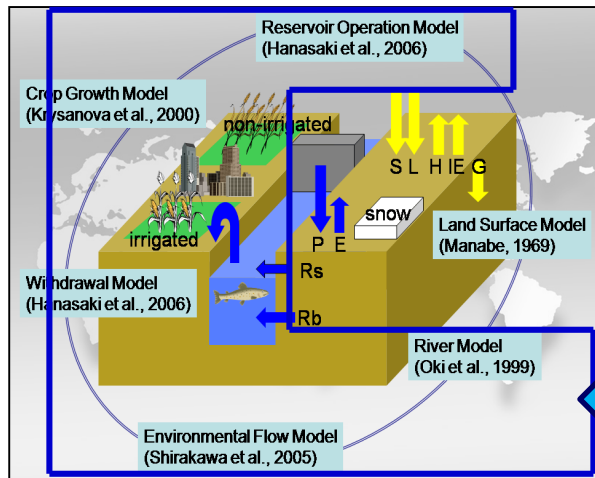 Reservoir Operation Model
(Hanasaki et al., 2006)
Crop Growth Model
(Krysanova et al., 2000)
non-irrigated
S L H lE G
snow
irrigated
P E
Land Surface Model
(Manabe, 1969)
Rs
Withdrawal Model
(Hanasaki et al., 2006)
Rb
River Model
(Oki et al., 1999)
Environmental Flow Model
(Shirakawa et al., 2005)